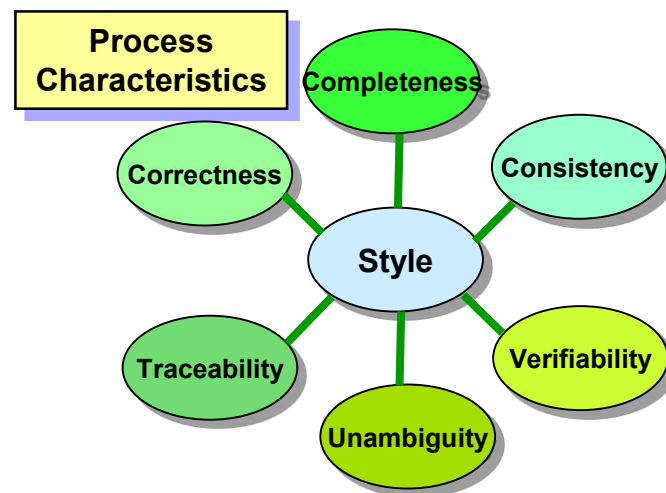 Process
Characteristics
Completeness
Correctness
Consistency
Style
Traceability
Verifiability
Unambiguity